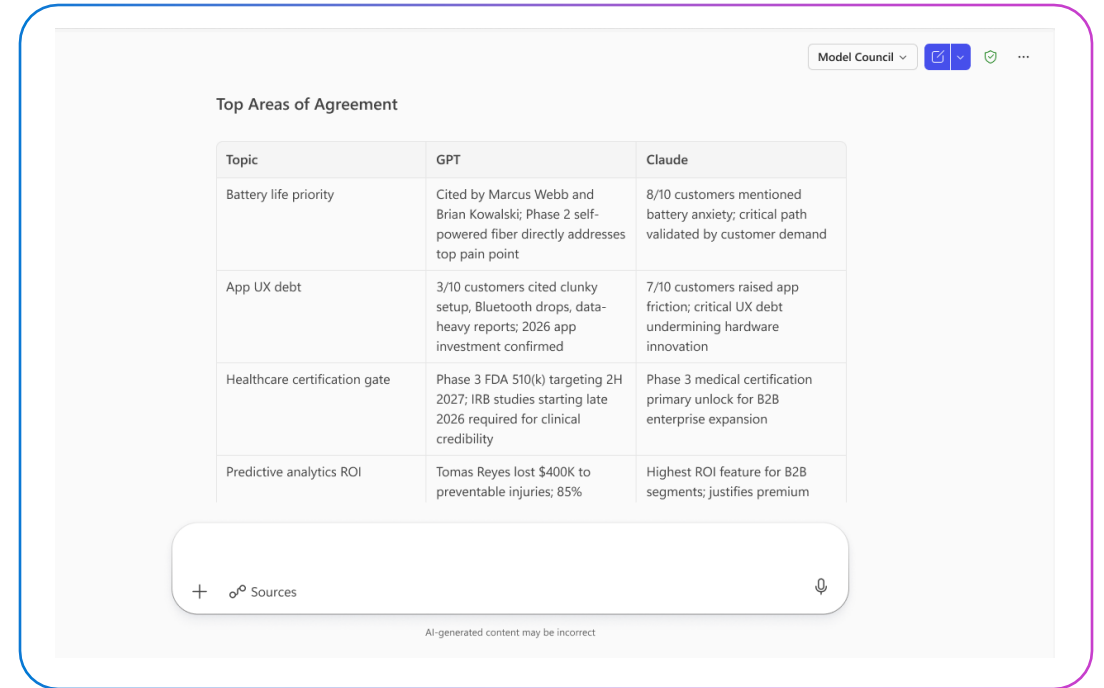 Model Council
Top Areas of Agreement
Topic
GPT
Claude
Battery life priority
Cited by Marcus Webb and
Brian Kowalski; Phase 2 self-
powered fiber directly addresses
top pain point
8/10 customers mentioned
battery anxiety; critical path
validated by customer demand
App UX debt
3/10 customers cited clunky
setup, Bluetooth drops, data-
heavy reports; 2026 app
investment confirmed
7/10 customers raised app
friction; critical UX debt
undermining hardware
innovation
Healthcare certification gate
Phase 3 FDA 510(k) targeting 2H
2027; IRB studies starting late
2026 required for clinical
credibility
Phase 3 medical certification
primary unlock for B2B
enterprise expansion
Predictive analytics ROI
Tomas Reyes lost $400K to
preventable injuries; 85%
Highest ROI feature for B2B
segments; justifies premium
Sources
AI-generated content may be incorrect